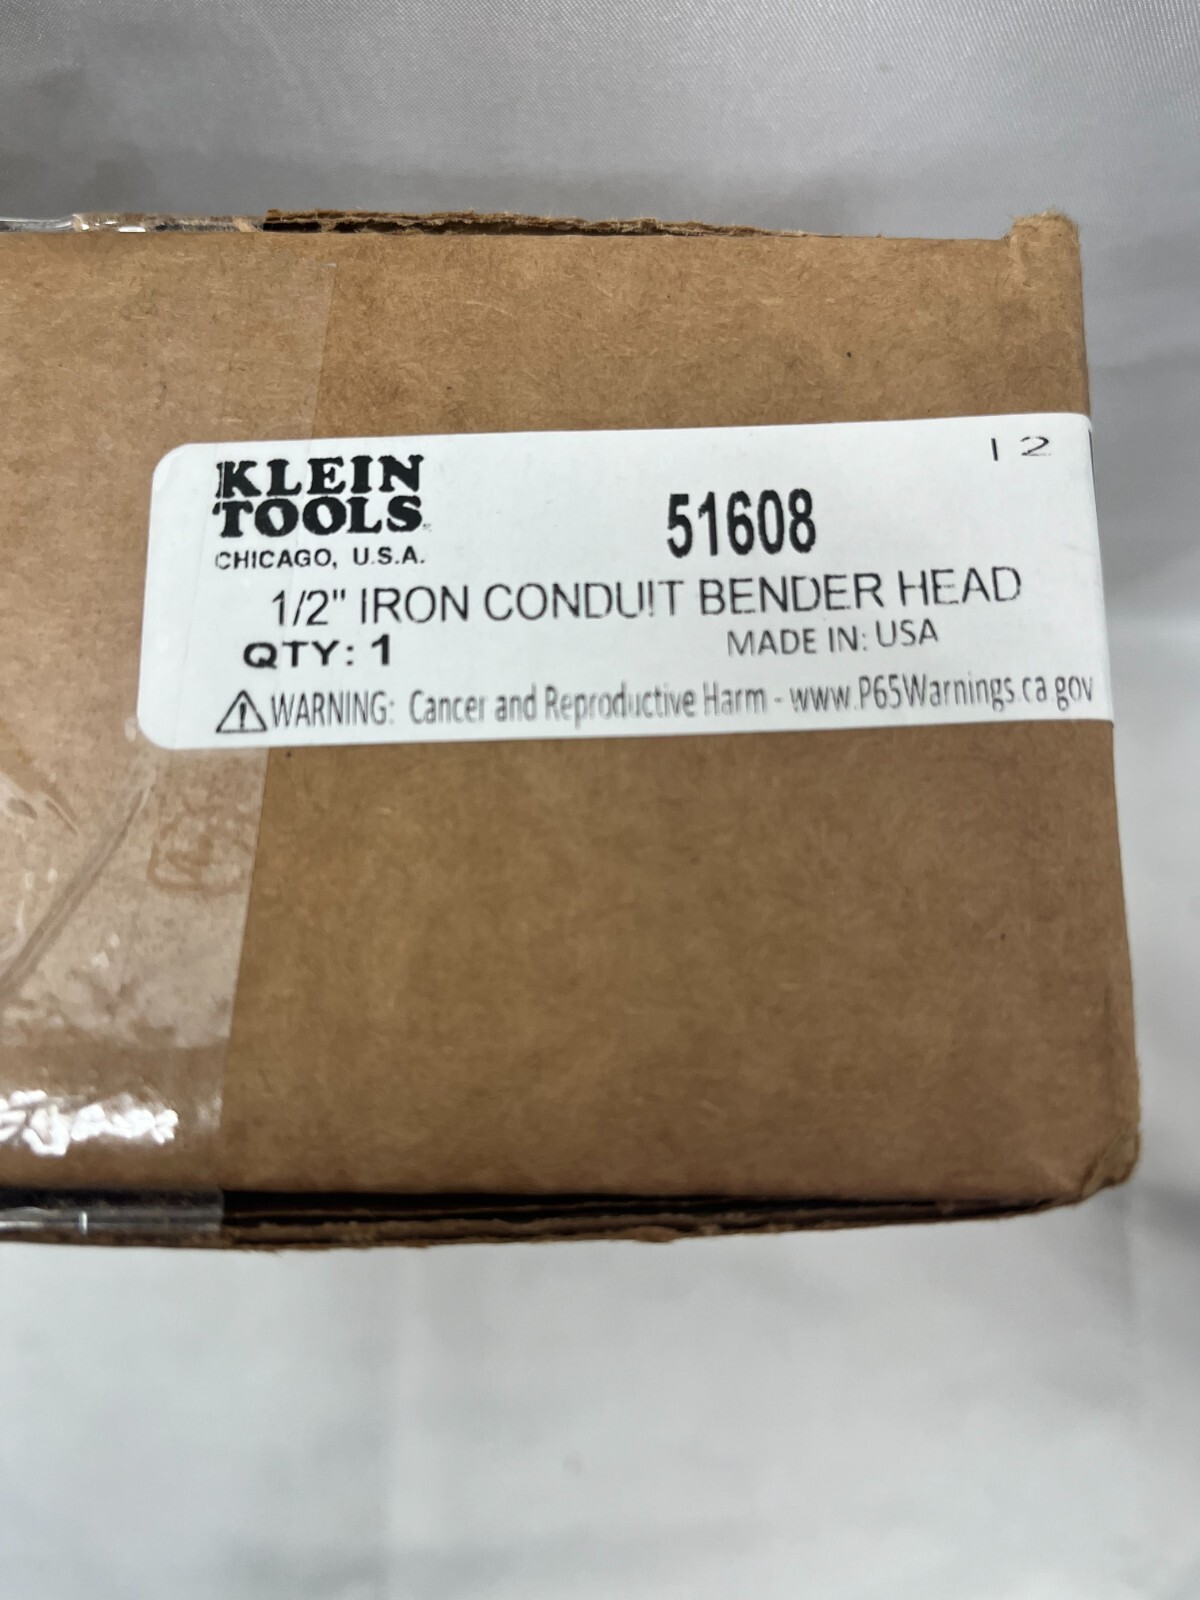 12
KLEIN
TOOLS
CHICAGO, U.S.A.
51608
1/2" IRON CONDUIT BENDER HEAD
QTY: 1
MADE IN: USA
WARNING: Cancer and Reproductive Harm - www.P65Warnings.ca.gov